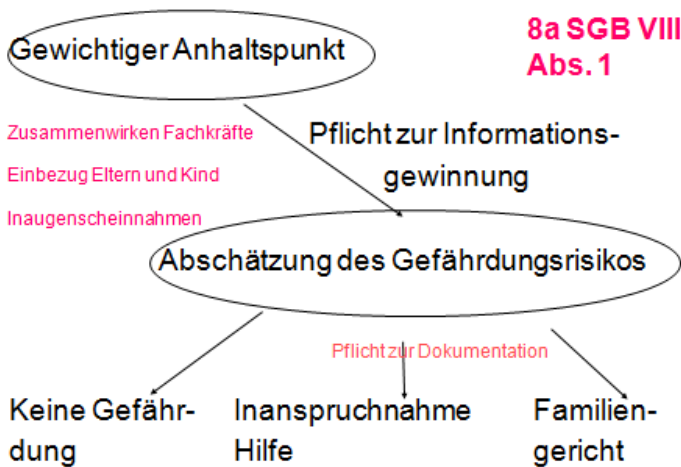 8a SGB VIII
Abs. 1
Gewichtiger Anhaltspunkt
Zusammenwirken Fachkräfte
Einbezug Eltern und Kind
Inaugenscheinnahmen
Pflicht zur Informations-
gewinnung
Abschätzung des Gefährdungsrisikos
Pflicht zur Dokumentation
Keine Gefähr-
dung
Inanspruchnahme
Hilfe
Familien-
gericht